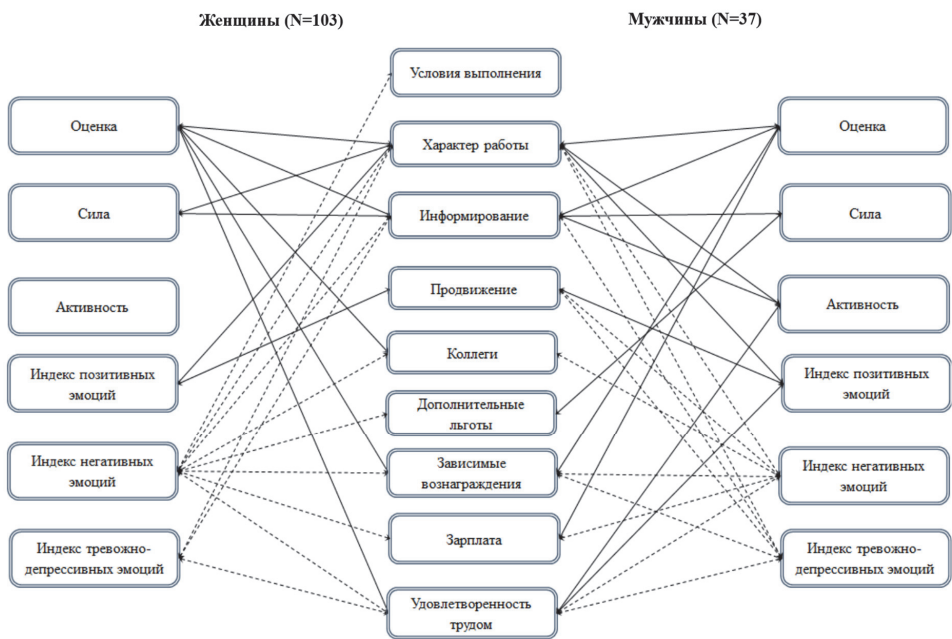 Женщины (N=103)
Мужчины (N=37)
Условия выполнения
Оценка
Характер работы
Оценка
Сила
Информирование
Сила
Активность
Продвижение
Активность
Индекс позитивных
эмоций
Коллеги
Индекс позитивных
эмоций
Дополнительные
льготы
Индекс негативных
эмоций
Зависимые
вознаграждения
Индекс негативных
эмоций
Индекс тревожно-
депрессивных эмоций
Зарплата
Индекс тревожно-
депрессивных эмоций
Удовлетворенность
трудом